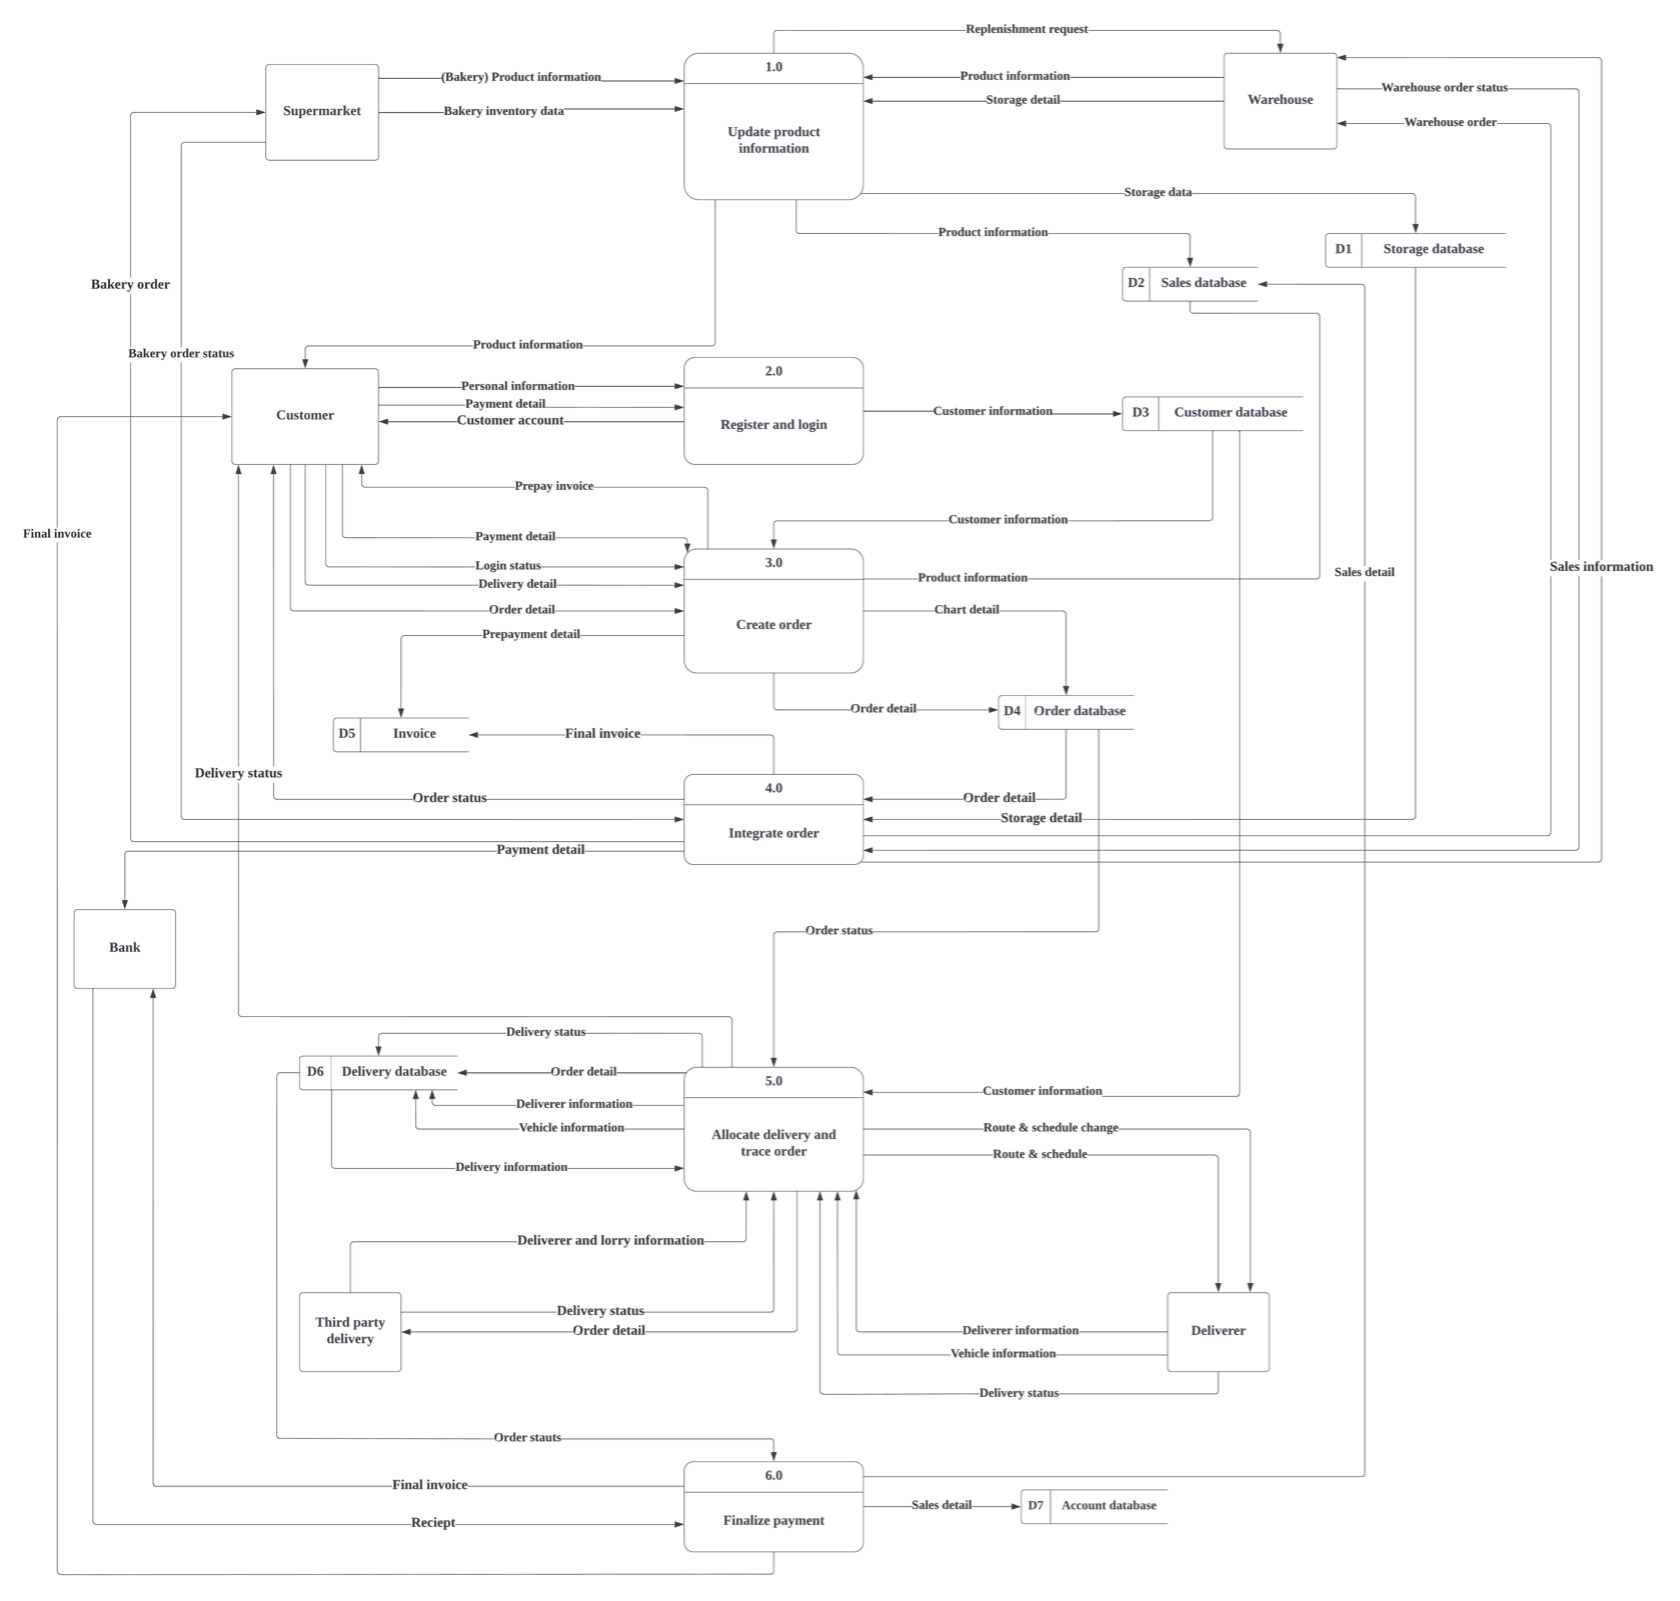 Replenishment request
1.0
(Bakery) Product information
Product information
Warehouse order status
Supermarket
Storage detail
Warehouse
Bakery inventory data
Warehouse order
Update product
information
Storage data
Product information
D1
Storage database
D2
Sales database
Bakery order
Product information
Bakery order status
2.0
Personal information
Payment detail
Customer
Customer information
D3
Customer database
Customer account
Register and login
Prepay invoice
Customer information
Final invoice
Payment detail
3.0
Login status
Sales information
Sales detail
Product information
Delivery detail
Order detail
Chart detail
Create order
Prepayment detail
Order detail
D4
Order database
D5
Invoice
Final invoice
Delivery status
4.0
Order status
Order detail
Storage detail
Integrate order
Payment detail
Order status
Bank
Delivery status
D6
Delivery database
Order detail
5.0
Customer information
Deliverer information
Vehicle information
Route & schedule change
Allocate delivery and
trace order
Route & schedule
Delivery information
Deliverer and lorry information
Delivery status
Third party
delivery
Order detail
Deliverer information
Deliverer
Vehicle information
Delivery status
Order stauts
6.0
Final invoice
Sales detail
D7
Account database
Reciept
Finalize payment